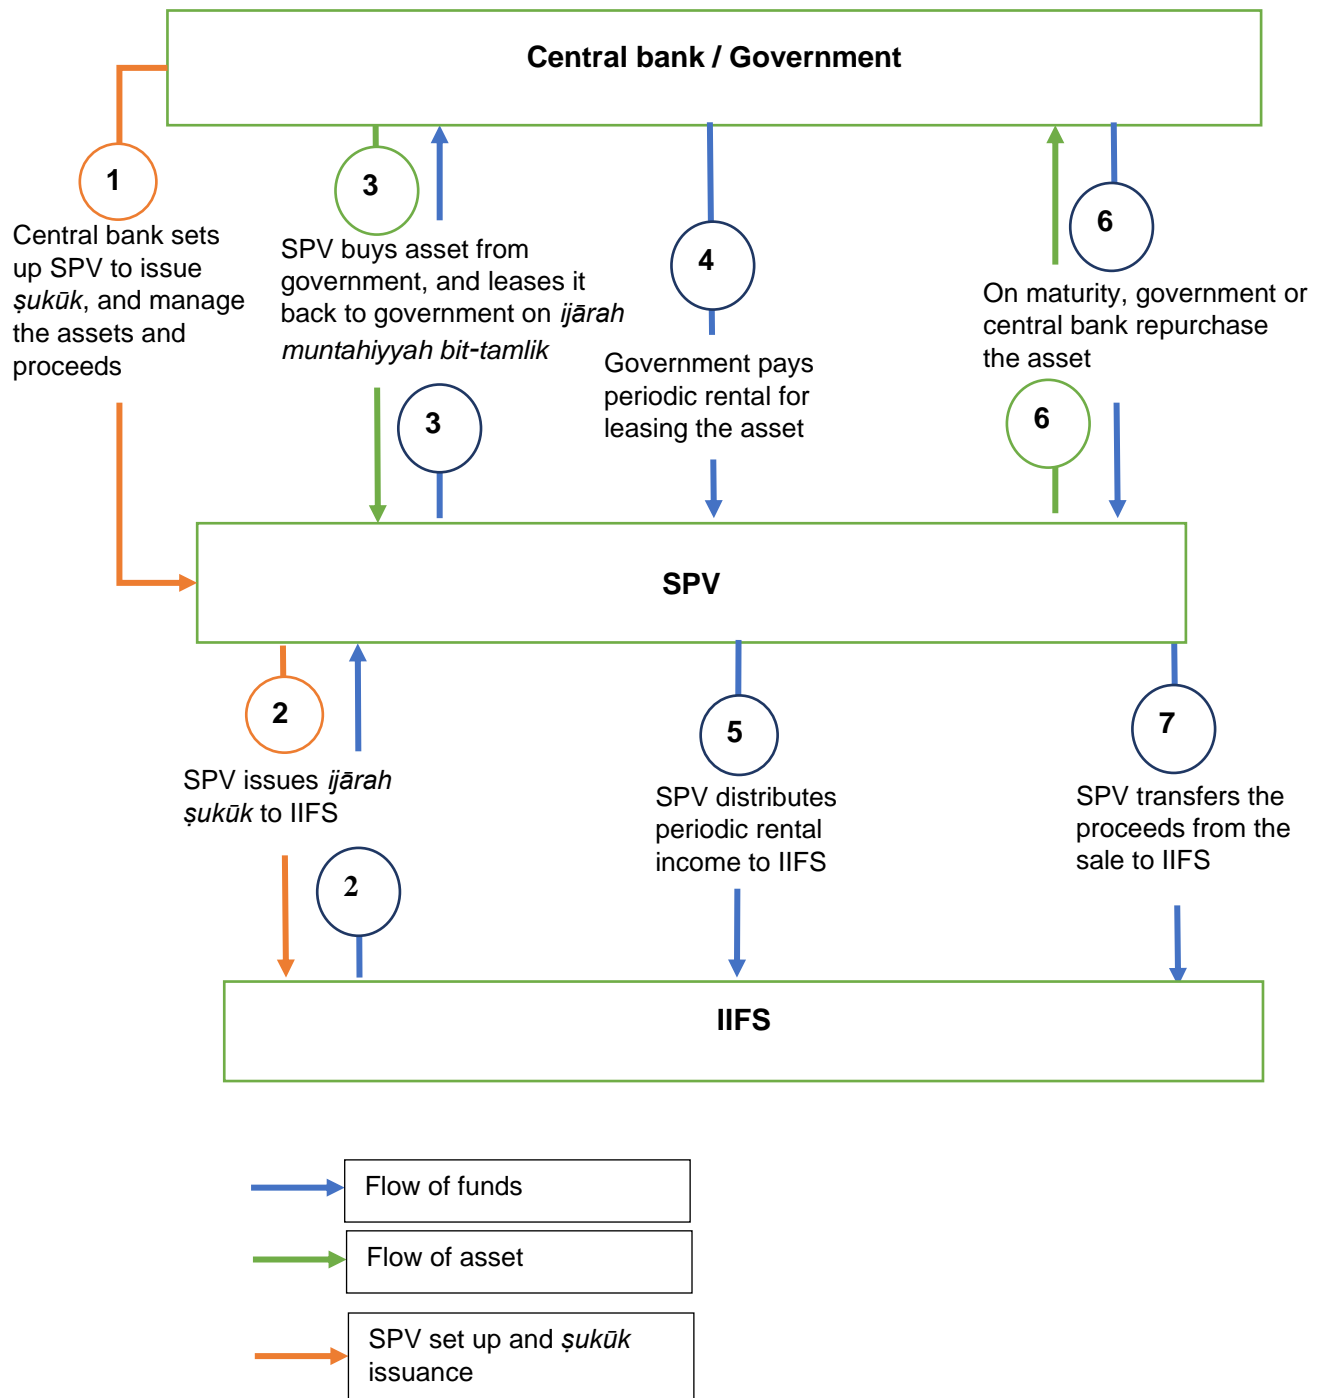 Central bank / Government
1
Central bank sets
up SPV to issue
ṣukūk, and manage
the assets and
proceeds
3
SPV buys asset from
government, and leases it
back to government on ijārah
muntahiyyah bit-tamlik
3
4
Government pays
periodic rental for
leasing the asset
6
On maturity, government or
central bank repurchase
the asset
6
SPV
2
SPV issues ijārah
ṣukūk to IIFS
2
5
SPV distributes
periodic rental
income to IIFS
7
SPV transfers the
proceeds from the
sale to IIFS
IIFS
Flow of funds
Flow of asset
SPV set up and ṣukūk
issuance